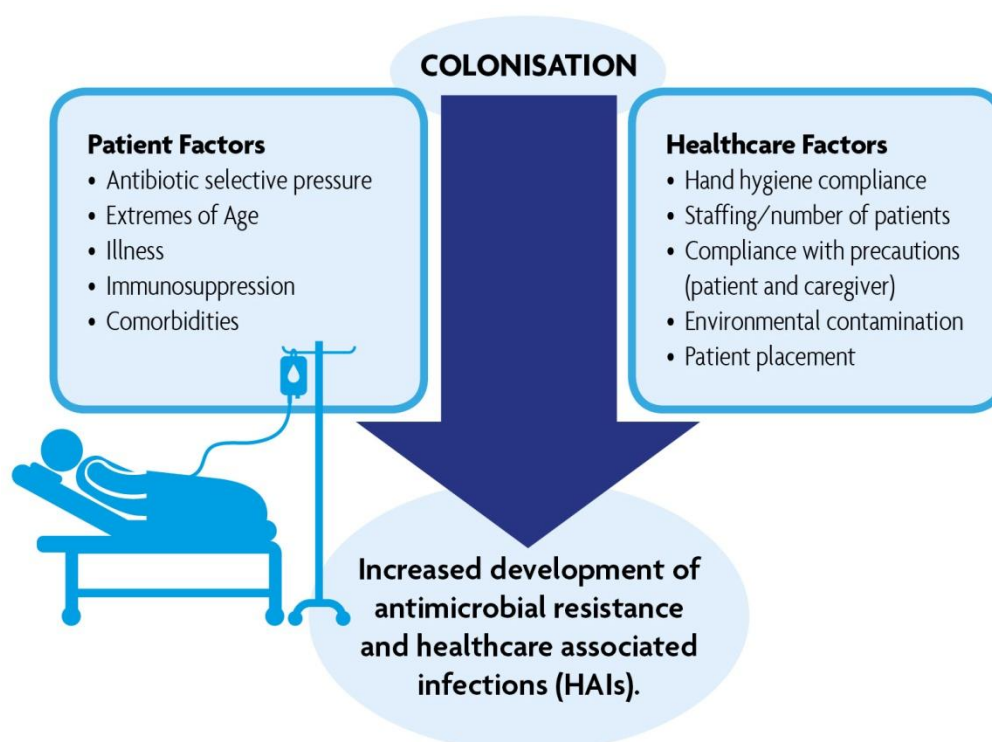 COLONISATION
Patient Factors
• Antibiotic selective pressure
• Extremes of Age
• Illness
• Immunosuppression
• Comorbidities
Healthcare Factors
• Hand hygiene compliance
• Staffing/number of patients
• Compliance with precautions
(patient and caregiver)
• Environmental contamination
• Patient placement
Increased development of
antimicrobial resistance
and healthcare associated
infections (HAIs).